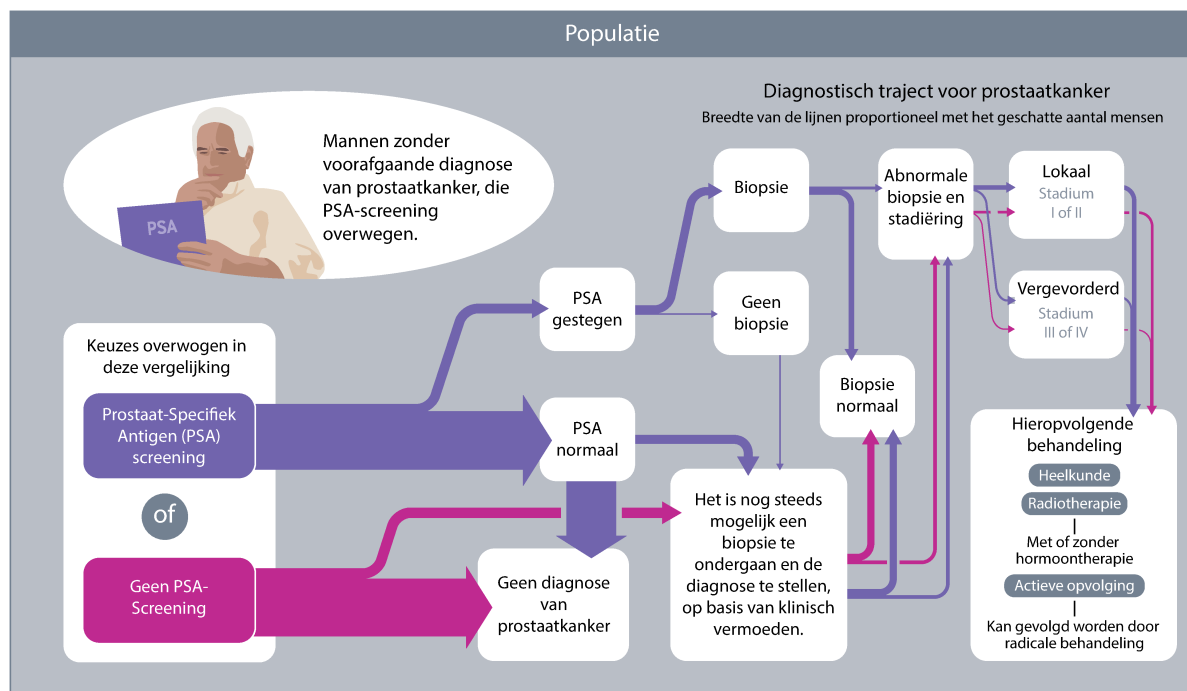 Populatie
Diagnostisch traject voor prostaatkanker
Breedte van de lijnen proportioneel met het geschatte aantal mensen
Mannen zonder
voorafgaande diagnose
van prostaatkanker, die
PSA-screening
overwegen.
PSA
Keuzes overwogen in
deze vergelijking
Prostaat-Specifiek
Antigen (PSA)
screening
of
Geen PSA-
Screening
PSA
gestegen
PSA
normaal
Geen diagnose
van
prostaatkanker
Biopsie
Geen
biopsie
Biopsie
normaal
Het is nog steeds
mogelijk een
biopsie te
ondergaan en de
diagnose te stellen,
op basis van klinisch
vermoeden.
Abnormale
biopsie en
stadiëring
Lokaal
Stadium
I of II
Vergevorderd
Stadium
III of IV
Hieropvolgende
behandeling
Heelkunde
Radiotherapie
Met of zonder
hormoontherapie
Actieve opvolging
Kan gevolgd worden door
radicale behandeling